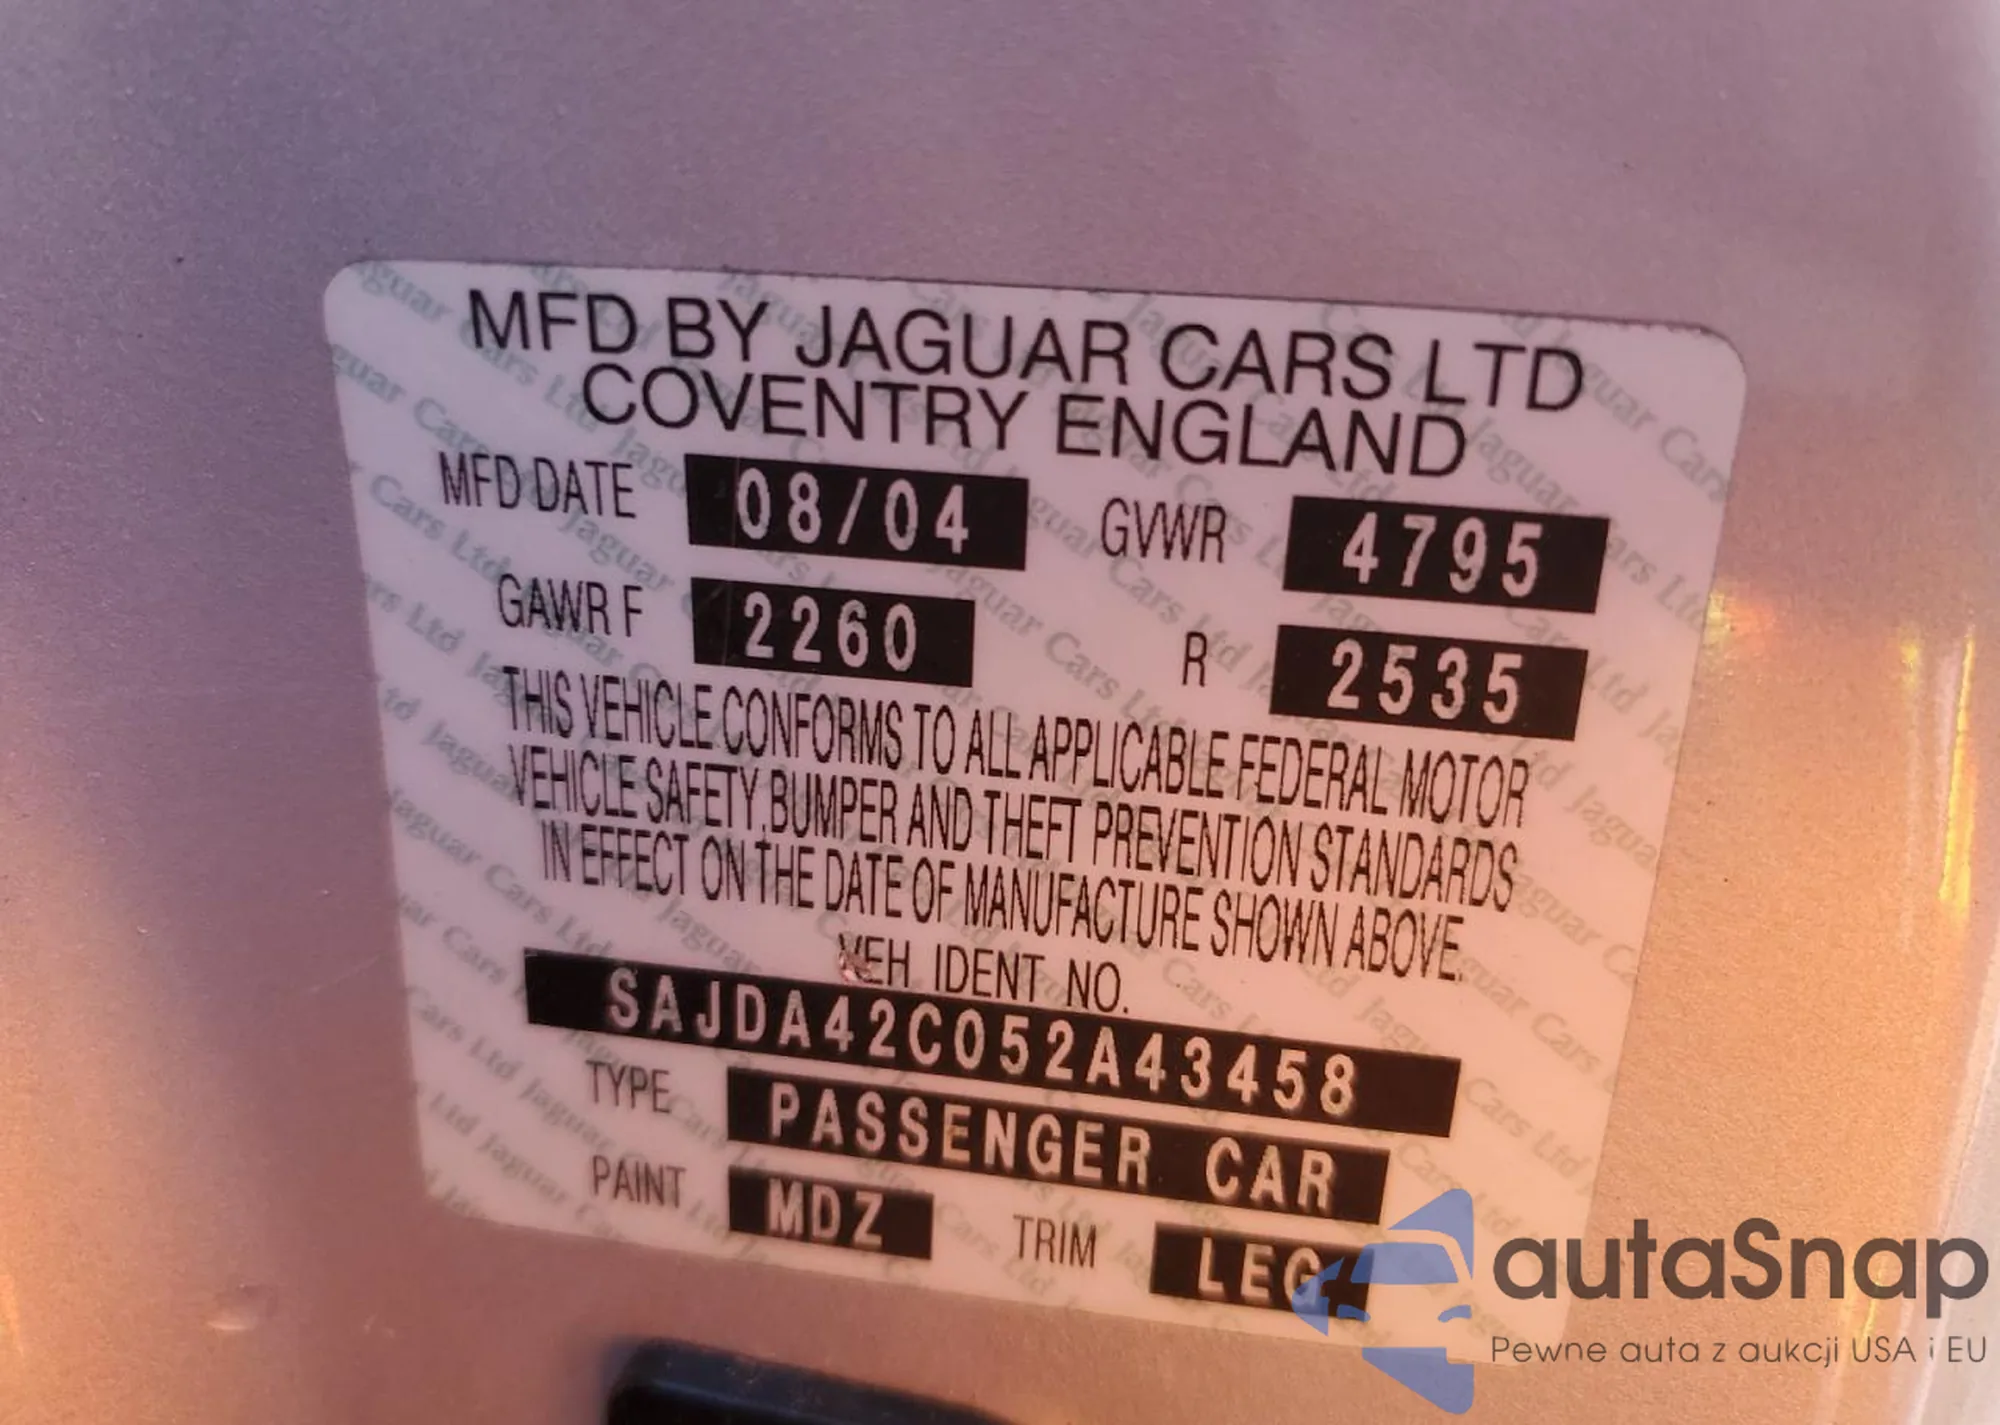 MFD BY JAGUAR CARS LTD
COVENTRY ENGLAND
MFD DATE 08/04 GVWR 4795
GAWR F 2260 R 2535
THIS VEHICLE CONFORMS TO ALL APPLICABLE FEDERAL MOTOR
VEHICLE SAFETY,BUMPER AND THEFT PREVENTION STANDARDS
IN EFFECT ON THE DATE OF MANUFACTURE SHOWN ABOVE.
VEH IDENT NO.
SAJDA42C052A43458
TYPE PASSENGER CAR
PAINT MDZ TRIM LEG
autaSnap
Pewne auta z aukcji USA i EU